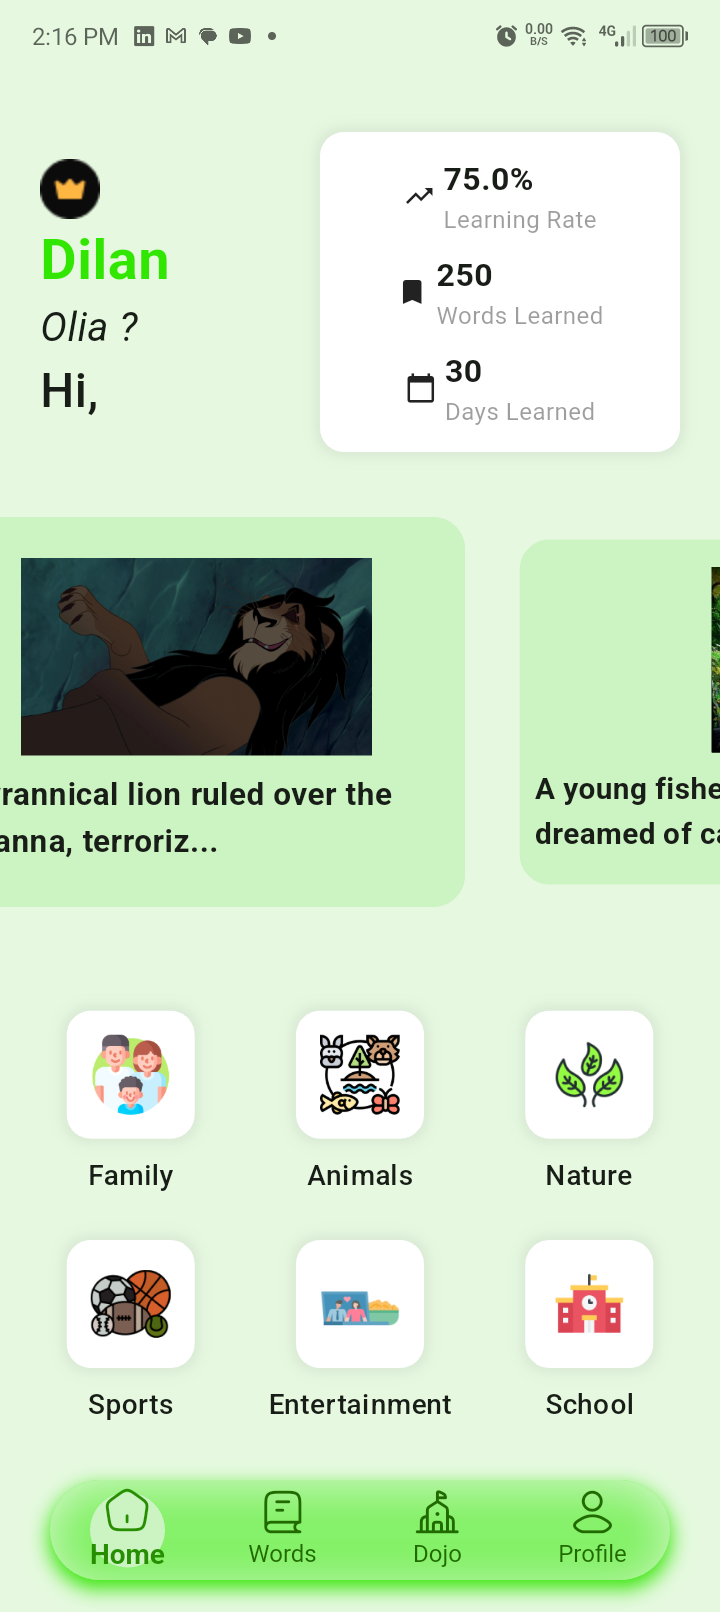 2:16 PM
0.00
B/S
4G
100
Dilan
Olia ?
Hi,
75.0%
Learning Rate
250
Words Learned
30
Days Learned
rannical lion ruled over the
anna, terroriz...
A young fishe
dreamed of ca
Family
Animals
Nature
Sports
Entertainment
School
Home
Words
Dojo
Profile